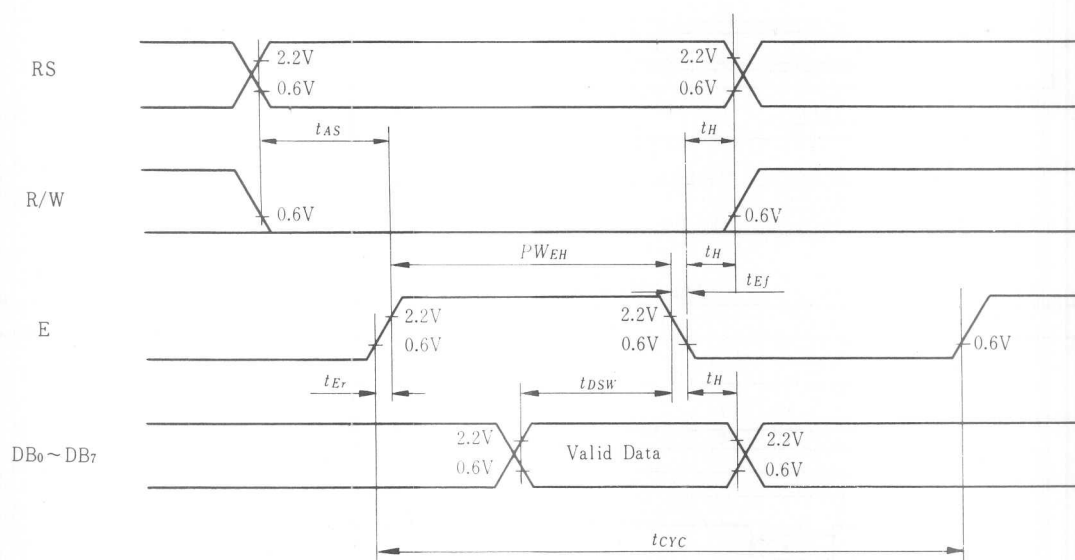 RS
2.2V
0.6V
2.2V
0.6V
tAS
tH
R/W
0.6V
0.6V
PWEH
tH
tEf
E
2.2V
0.6V
2.2V
0.6V
0.6V
tEr
tDSW
tH
DB₀~DB₇
2.2V
0.6V
Valid Data
2.2V
0.6V
tCYC